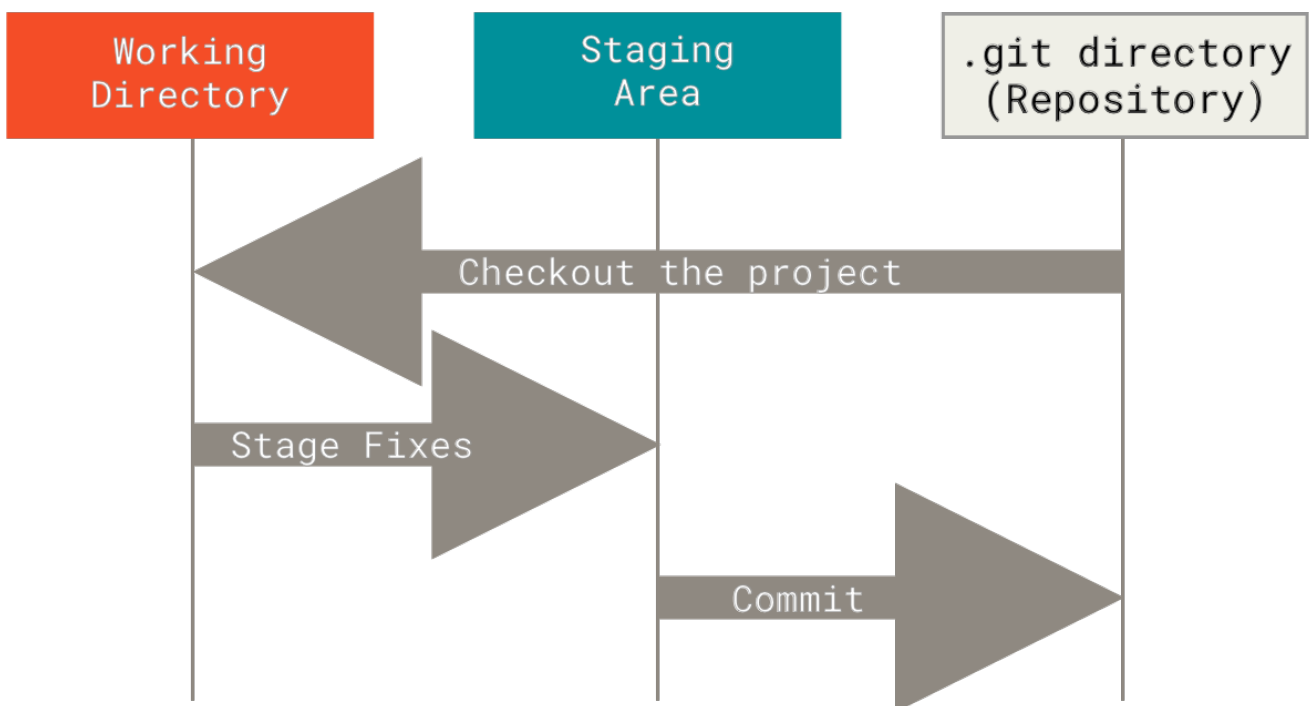 Working
Directory
Staging
Area
.git directory
(Repository)
Checkout the project
Stage Fixes
Commit